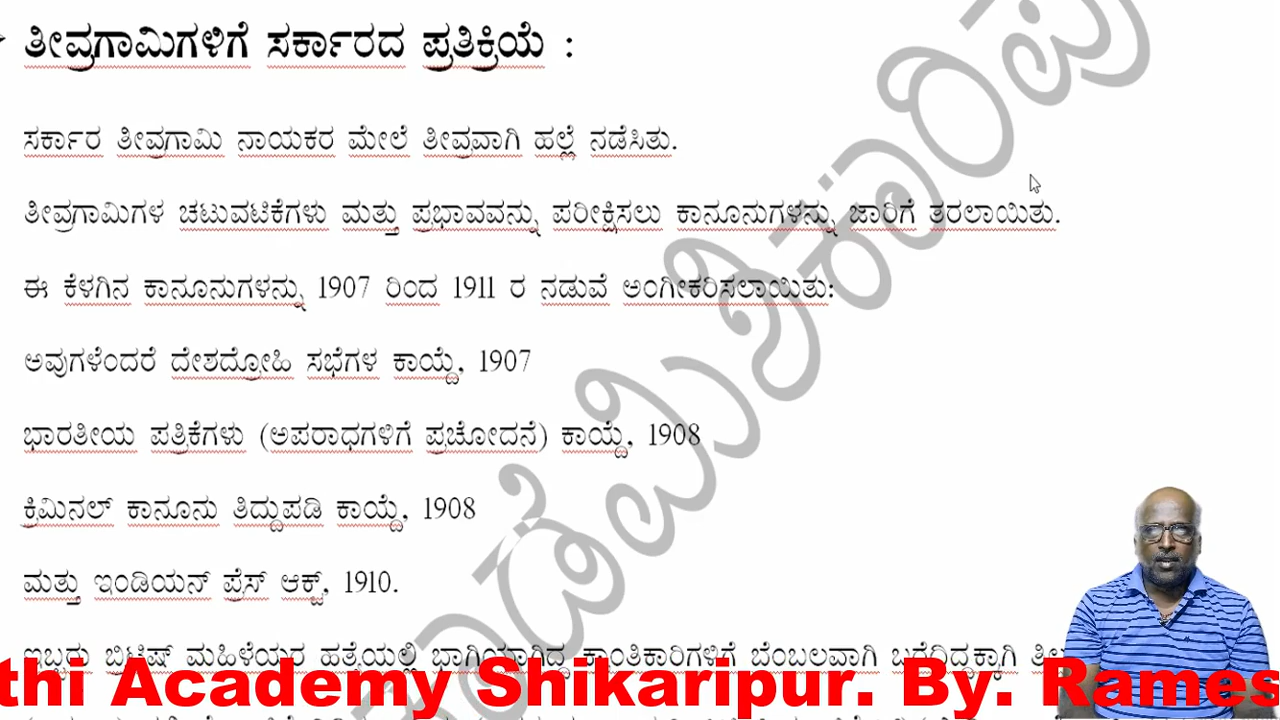 ತೀವ್ರಗಾಮಿಗಳಿಗೆ ಸರ್ಕಾರದ ಪ್ರತಿಕ್ರಿಯೆ :
ಸರ್ಕಾರ ತೀವ್ರಗಾಮಿ ನಾಯಕರ ಮೇಲೆ ತೀವ್ರವಾಗಿ ಹಲ್ಲೆ ನಡೆಸಿತು.
ತೀವ್ರಗಾಮಿಗಳ ಚಟುವಟಿಕೆಗಳು ಮತ್ತು ಪ್ರಭಾವವನ್ನು ಪರೀಕ್ಷಿಸಲು ಕಾನೂನುಗಳನ್ನು ಜಾರಿಗೆ ತರಲಾಯಿತು.
ಈ ಕೆಳಗಿನ ಕಾನೂನುಗಳನ್ನು 1907 ರಿಂದ 1911 ರ ನಡುವೆ ಅಂಗೀಕರಿಸಲಾಯಿತು:
ಅವುಗಳೆಂದರೆ ದೇಶದ್ರೋಹಿ ಸಭೆಗಳ ಕಾಯ್ದೆ, 1907
ಭಾರತೀಯ ಪತ್ರಿಕೆಗಳು (ಅಪರಾಧಗಳಿಗೆ ಪ್ರಚೋದನೆ) ಕಾಯ್ದೆ, 1908
ಕ್ರಿಮಿನಲ್ ಕಾನೂನು ತಿದ್ದುಪಡಿ ಕಾಯ್ದೆ, 1908
ಮತ್ತು ಇಂಡಿಯನ್ ಪ್ರೆಸ್ ಆಕ್ಟ್, 1910.
ಇಬ್ಬರು ಬ್ರಿಟಿಷ್ ಮಹಿಳೆಯರ ಹತ್ಯೆಯಲ್ಲಿ ಭಾಗಿಯಾಗಿದ್ದ ಕ್ರಾಂತಿಕಾರಿಗಳಿಗೆ ಬೆಂಬಲವಾಗಿ ಬರೆದಿದ್ದಕ್ಕಾಗಿ
thi Academy Shikaripur. By. Rames